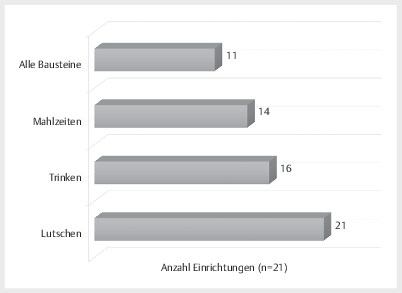 Alle Bausteine 11
Mahlzeiten 14
Trinken 16
Lutschen 21
Anzahl Einrichtungen (n=21)